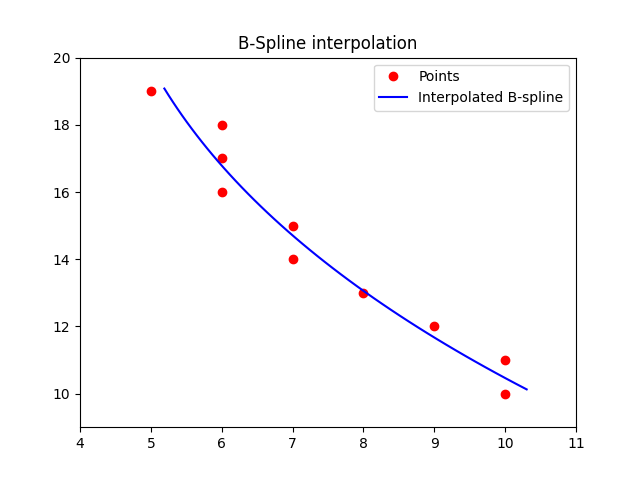 B-Spline interpolation
Points
Interpolated B-spline
20
18
16
14
12
10
4 5 6 7 8 9 10 11